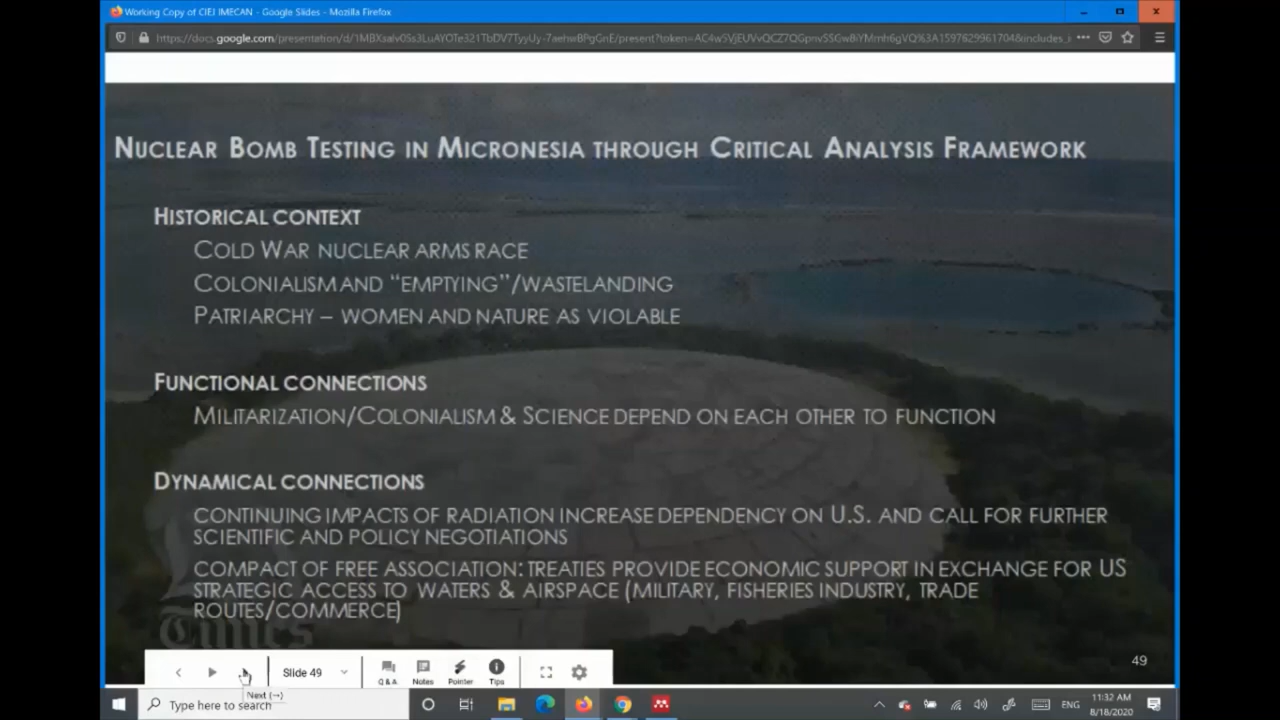 Working Copy of CIEJ IMECAN - Google Slides - Mozilla Firefox
NUCLEAR BOMB TESTING IN MICRONESIA THROUGH CRITICAL ANALYSIS FRAMEWORK
HISTORICAL CONTEXT
COLD WAR NUCLEAR ARMS RACE
COLONIALISM AND “EMPTYING”/WASTELANDING
PATRIARCHY – WOMEN AND NATURE AS VIOLABLE
FUNCTIONAL CONNECTIONS
MILITARIZATION/COLONIALISM & SCIENCE DEPEND ON EACH OTHER TO FUNCTION
DYNAMICAL CONNECTIONS
CONTINUING IMPACTS OF RADIATION INCREASE DEPENDENCY ON U.S. AND CALL FOR FURTHER
SCIENTIFIC AND POLICY NEGOTIATIONS
COMPACT OF FREE ASSOCIATION: TREATIES PROVIDE ECONOMIC SUPPORT IN EXCHANGE FOR US
STRATEGIC ACCESS TO WATERS & AIRSPACE (MILITARY, FISHERIES INDUSTRY, TRADE
ROUTES/COMMERCE)
Times
49
Slide 49
Q & A
Notes
Pointer
Tips
Next (→)
Type here to search
ENG
11:32 AM
8/18/2020